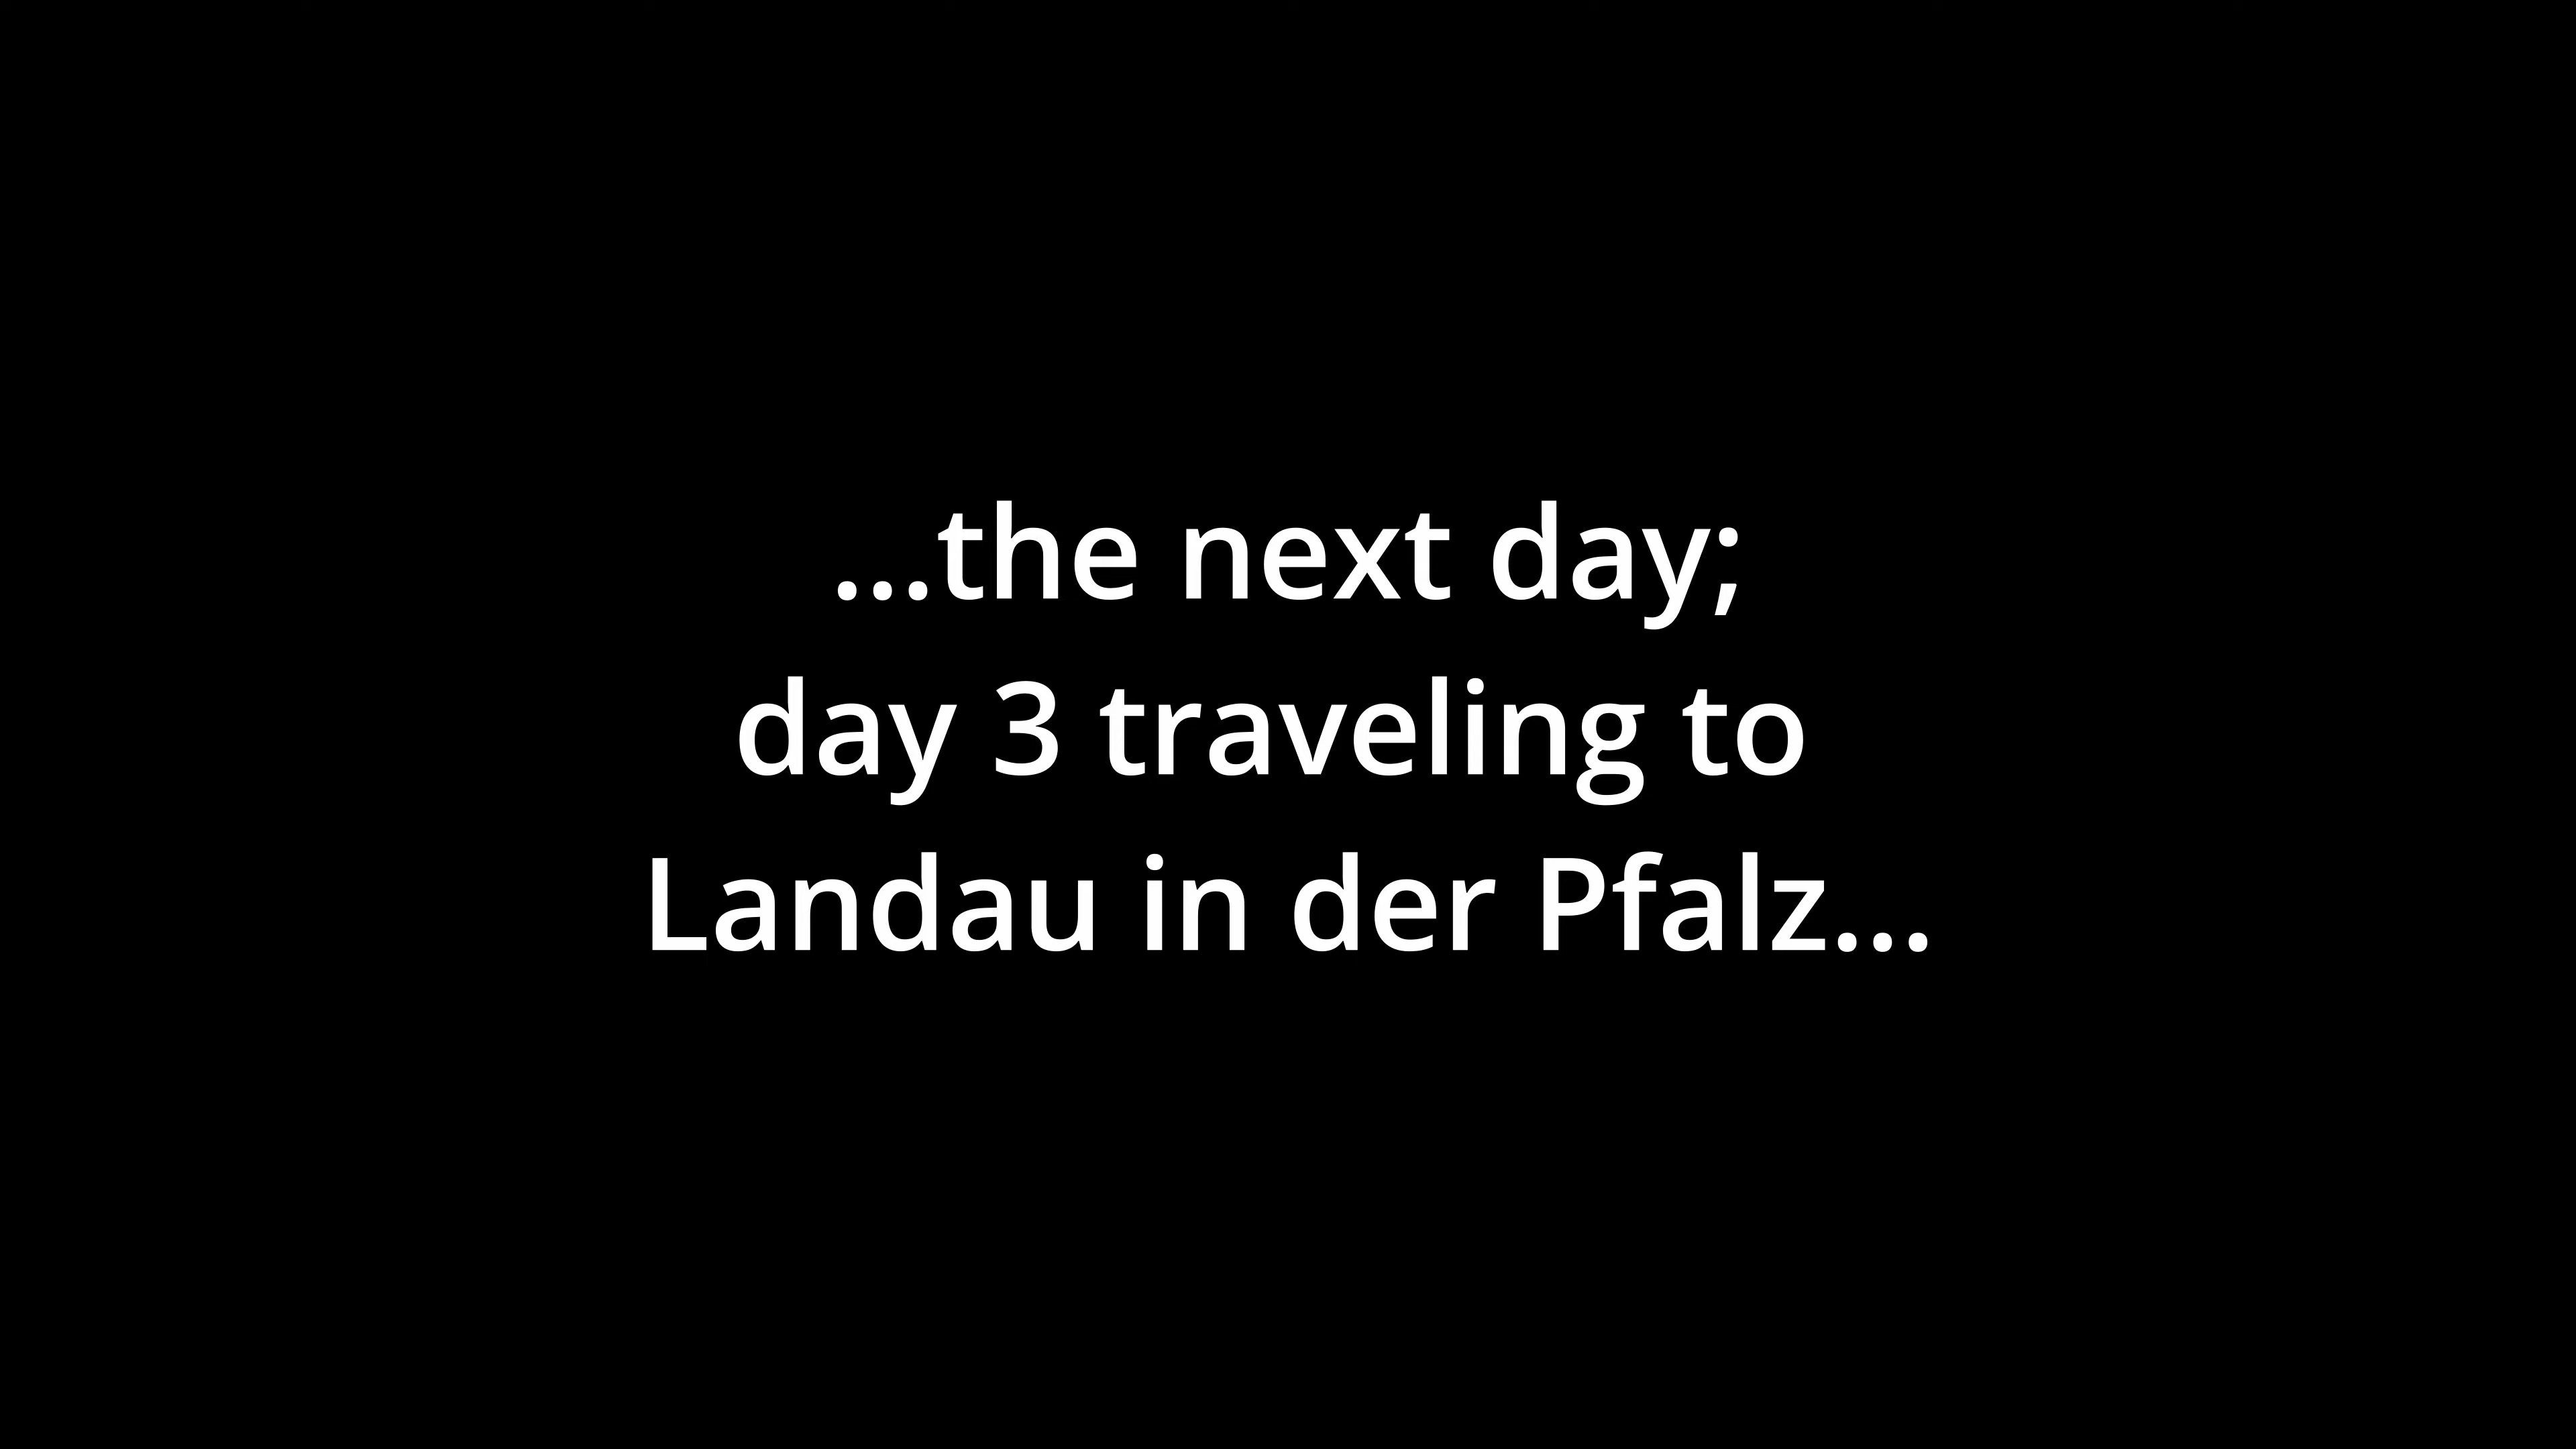 ...the next day;
day 3 traveling to
Landau in der Pfalz...